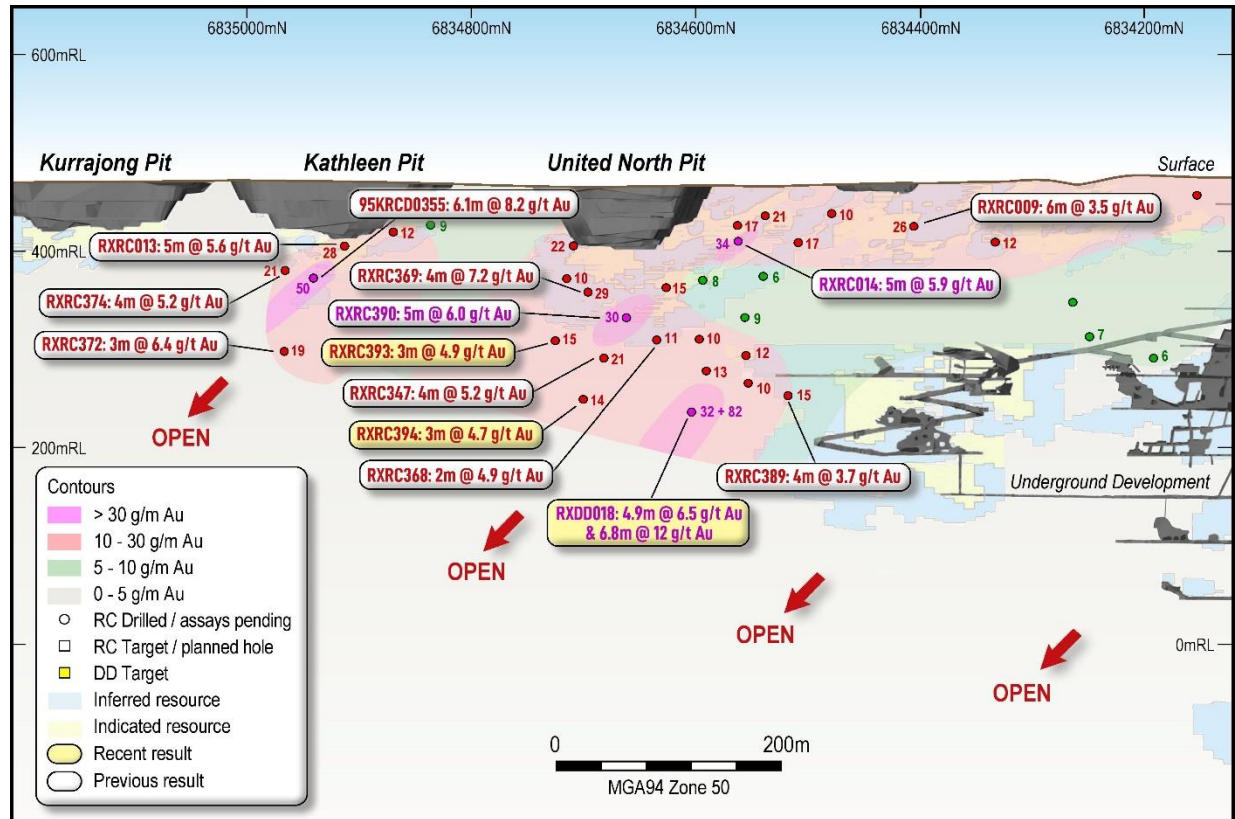 6835000mN
6834800mN
6834600mN
6834400mN
6834200mN
600mRL
Kurrajong Pit
Kathleen Pit
United North Pit
Surface
95KRCD0355: 6.1m @ 8.2 g/t Au
RXRC009: 6m @ 3.5 g/t Au
RXRC013: 5m @ 5.6 g/t Au
400mRL
28
12
9
22
17
21
10
26
12
34
17
21
50
RXRC369: 4m @ 7.2 g/t Au
10
29
15
8
6
RXRC014: 5m @ 5.9 g/t Au
RXRC374: 4m @ 5.2 g/t Au
RXRC390: 5m @ 6.0 g/t Au
30
9
RXRC372: 3m @ 6.4 g/t Au
19
RXRC393: 3m @ 4.9 g/t Au
15
11
10
12
7
6
RXRC347: 4m @ 5.2 g/t Au
21
13
10
15
RXRC394: 3m @ 4.7 g/t Au
14
32 + 82
OPEN
200mRL
RXRC368: 2m @ 4.9 g/t Au
RXRC389: 4m @ 3.7 g/t Au
Underground Development
RXDD018: 4.9m @ 6.5 g/t Au
& 6.8m @ 12 g/t Au
OPEN
OPEN
0mRL
OPEN
Contours
> 30 g/m Au
10 - 30 g/m Au
5 - 10 g/m Au
0 - 5 g/m Au
RC Drilled / assays pending
RC Target / planned hole
DD Target
Inferred resource
Indicated resource
Recent result
Previous result
0
200m
MGA94 Zone 50